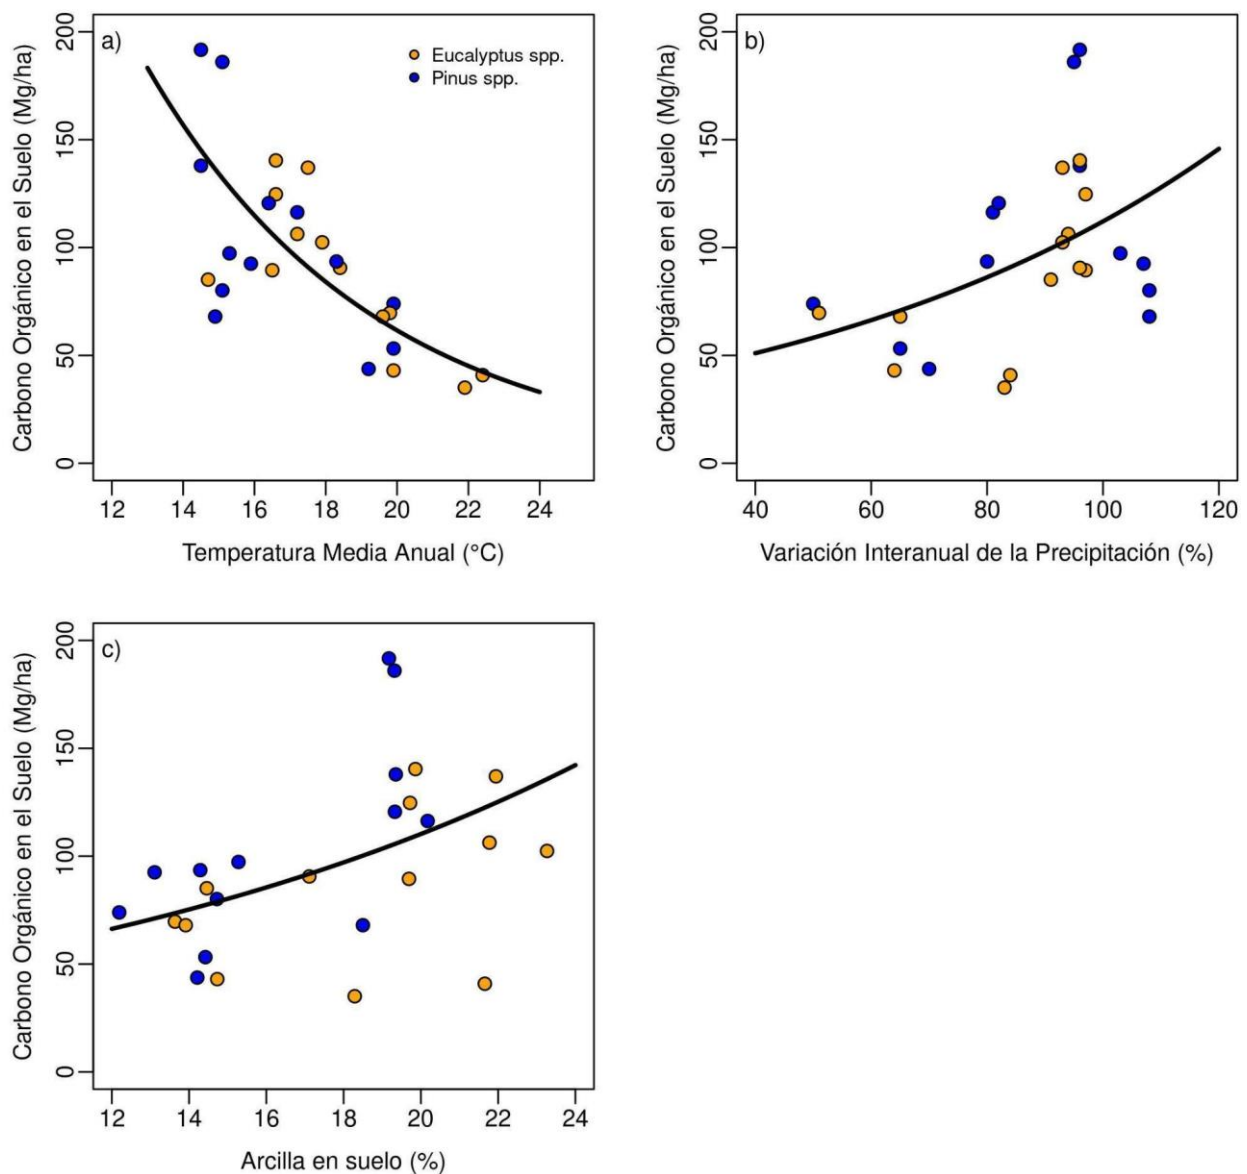 a)
Eucalyptus spp.
Pinus spp.
Carbono Orgánico en el Suelo (Mg/ha)
200
150
100
50
0
12 14 16 18 20 22 24
Temperatura Media Anual (°C)
b)
Carbono Orgánico en el Suelo (Mg/ha)
200
150
100
50
0
40 60 80 100 120
Variación Interanual de la Precipitación (%)
c)
Carbono Orgánico en el Suelo (Mg/ha)
200
150
100
50
0
12 14 16 18 20 22 24
Arcilla en suelo (%)